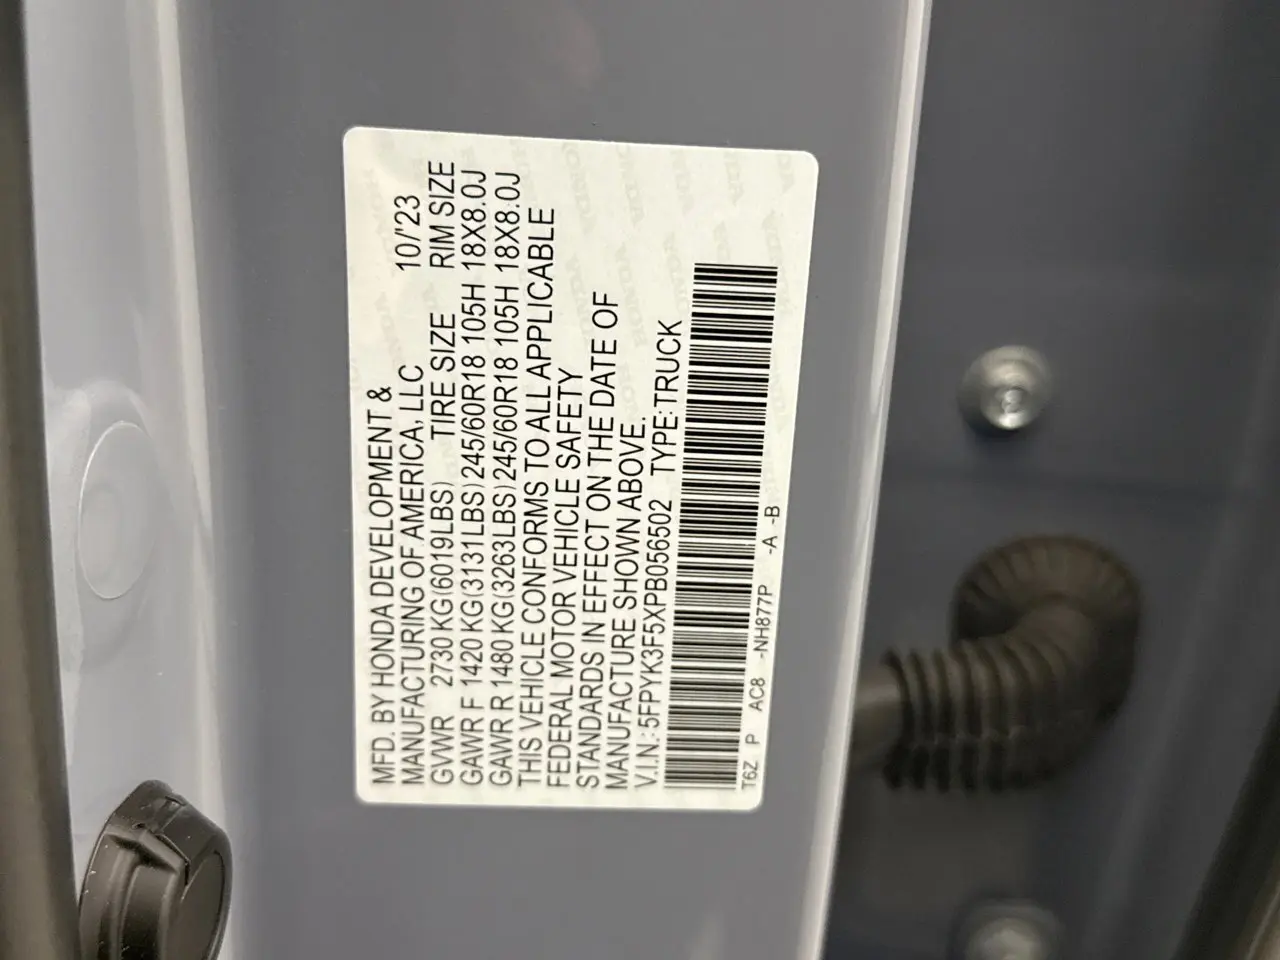 MFD. BY HONDA DEVELOPMENT &
MANUFACTURING OF AMERICA, LLC 10/'23
GVWR 2730 KG(6019LBS) TIRE SIZE RIM SIZE
GAWR F 1420 KG(3131LBS) 245/60R18 105H 18X8.0J
GAWR R 1480 KG(3263LBS) 245/60R18 105H 18X8.0J
THIS VEHICLE CONFORMS TO ALL APPLICABLE
FEDERAL MOTOR VEHICLE SAFETY
STANDARDS IN EFFECT ON THE DATE OF
MANUFACTURE SHOWN ABOVE.
V.I.N.: 5FPYK3F5XPB056502 TYPE: TRUCK
T6Z P AC8 -NH877P -A -B